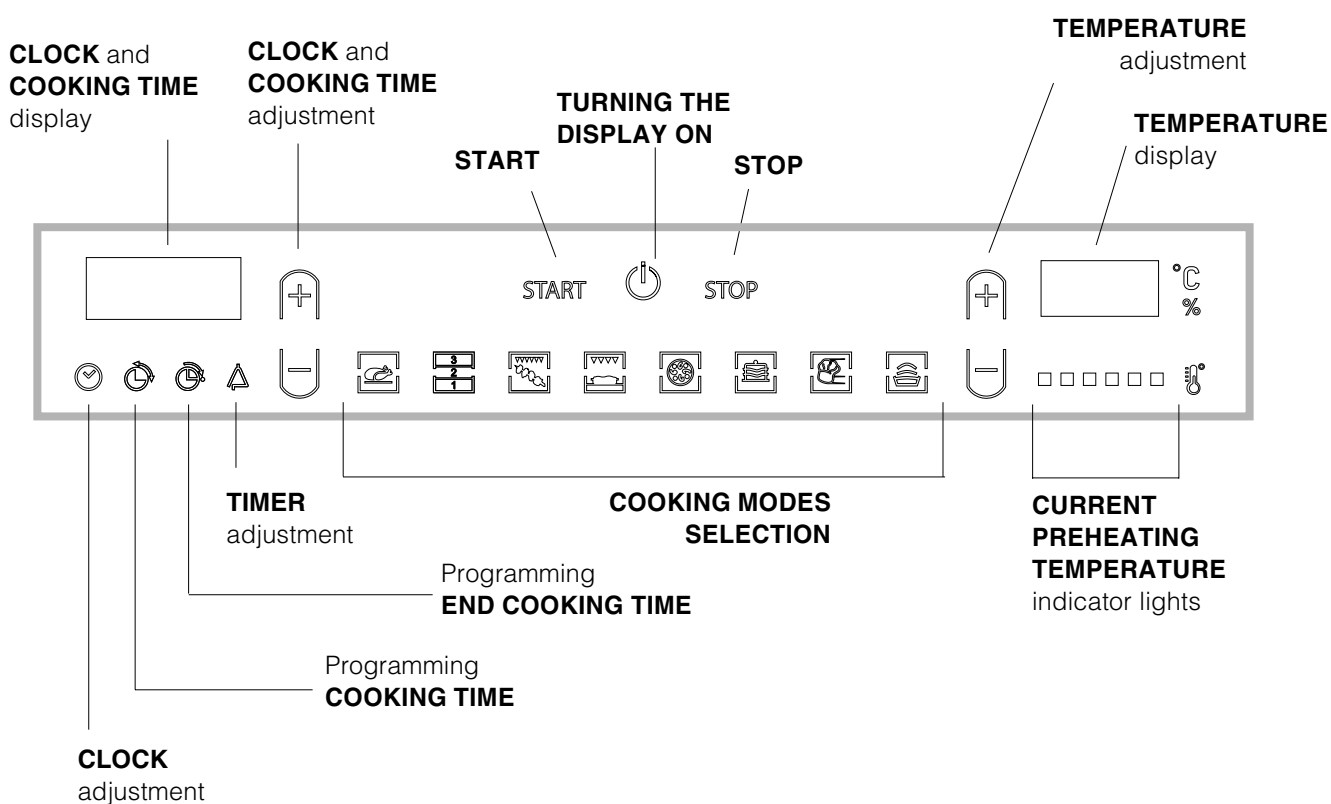 CLOCK and
COOKING TIME
display
CLOCK and
COOKING TIME
adjustment
START
TURNING THE
DISPLAY ON
STOP
TEMPERATURE
adjustment
TEMPERATURE
display
START
STOP
°C
%
3
2
1
TIMER
adjustment
COOKING MODES
SELECTION
CURRENT
PREHEATING
TEMPERATURE
indicator lights
Programming
END COOKING TIME
Programming
COOKING TIME
CLOCK
adjustment